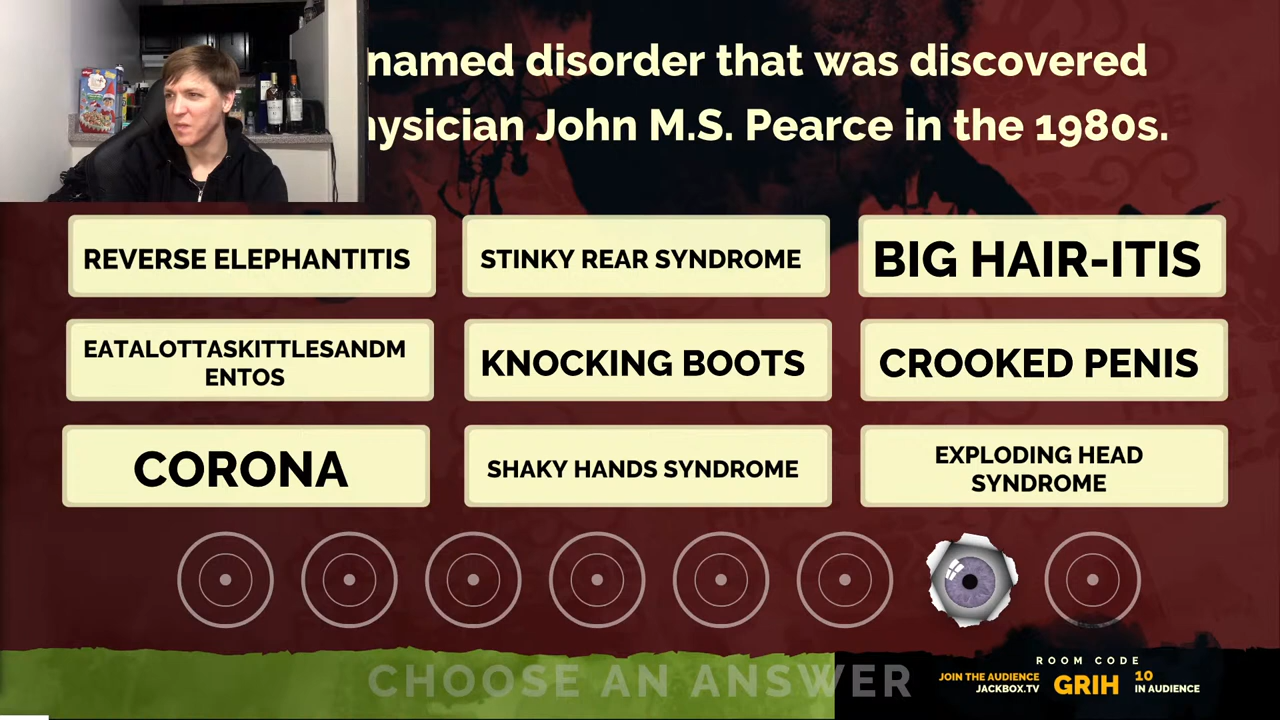 named disorder that was discovered
hysician John M.S. Pearce in the 1980s.
REVERSE ELEPHANTITIS
STINKY REAR SYNDROME
BIG HAIR-ITIS
EATALOTTASKITTLESANDM
ENTOS
KNOCKING BOOTS
CROOKED PENIS
CORONA
SHAKY HANDS SYNDROME
EXPLODING HEAD
SYNDROME
CHOOSE AN ANSWER
ROOM CODE
JOIN THE AUDIENCE
JACKBOX.TV
GRIH
10
IN AUDIENCE